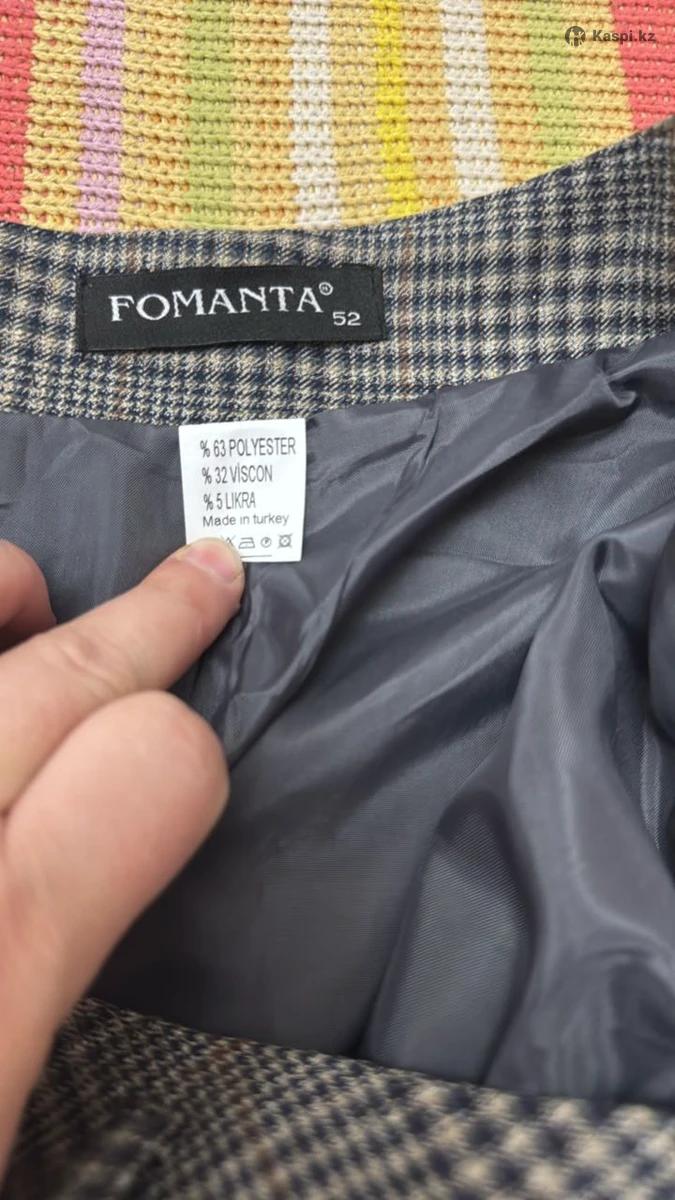 Kaspi.kz
FOMANTA®
52
% 63 POLYESTER
% 32 VİSCON
% 5 LIKRA
Made in turkey